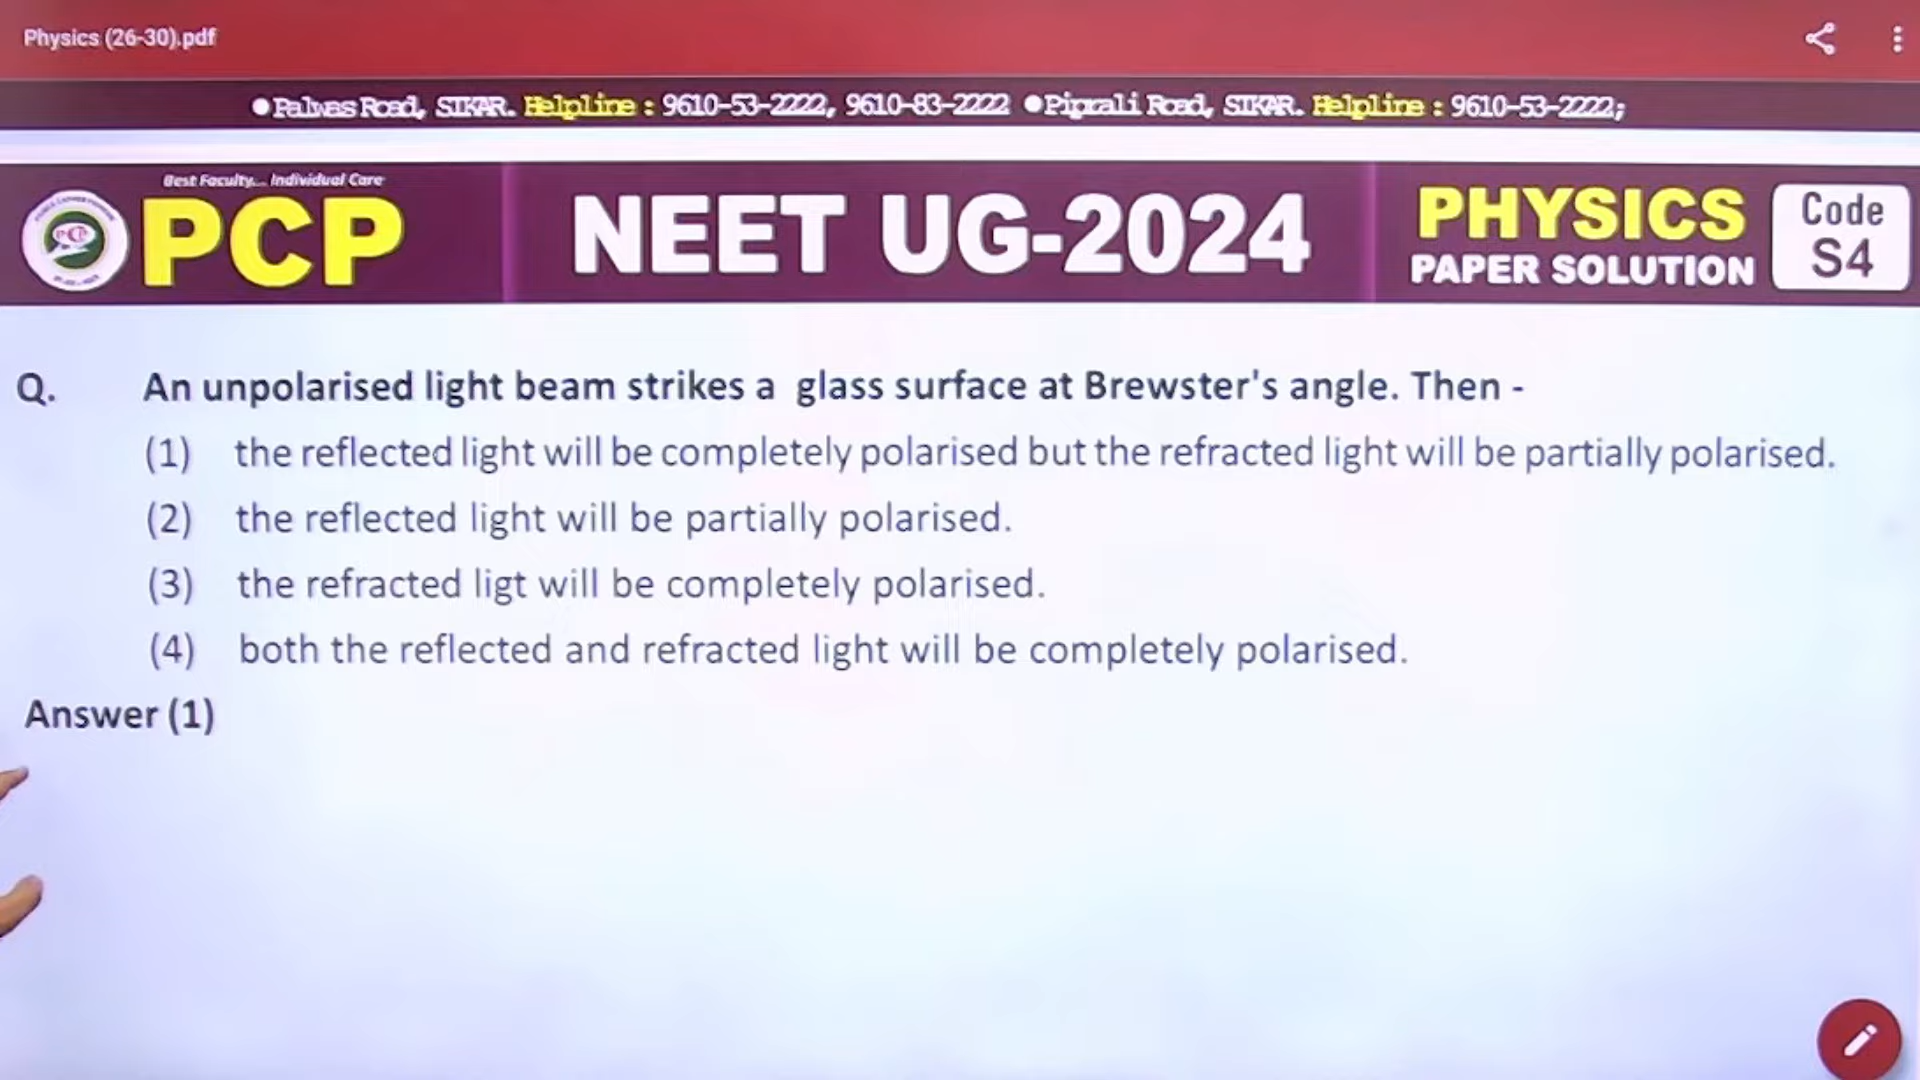 Physics (26-30).pdf
●Palwas Road, SIKAR. Helpline : 9610-53-2222, 9610-83-2222 ●Piprali Road, SIKAR. Helpline : 9610-53-2222;
Best Faculty... Individual Care
PCP
NEET UG-2024
PHYSICS
PAPER SOLUTION
Code
S4
Q. An unpolarised light beam strikes a glass surface at Brewster's angle. Then -
(1) the reflected light will be completely polarised but the refracted light will be partially polarised.
(2) the reflected light will be partially polarised.
(3) the refracted ligt will be completely polarised.
(4) both the reflected and refracted light will be completely polarised.
Answer (1)